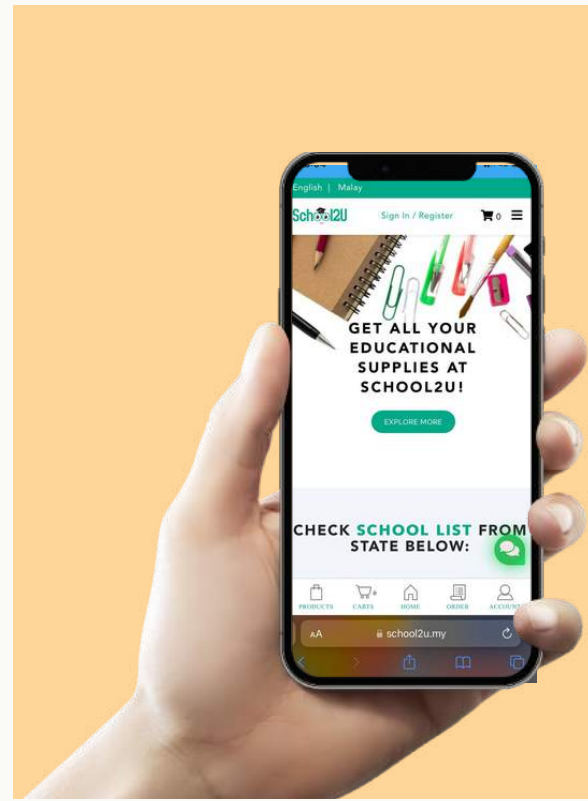 English | Malay
School2U
Sign In / Register
0
GET ALL YOUR
EDUCATIONAL
SUPPLIES AT
SCHOOL2U!
EXPLORE MORE
CHECK SCHOOL LIST FROM
STATE BELOW:
PRODUCTS CARTS 0 HOME ORDER ACCOUNT
AA school2u.my